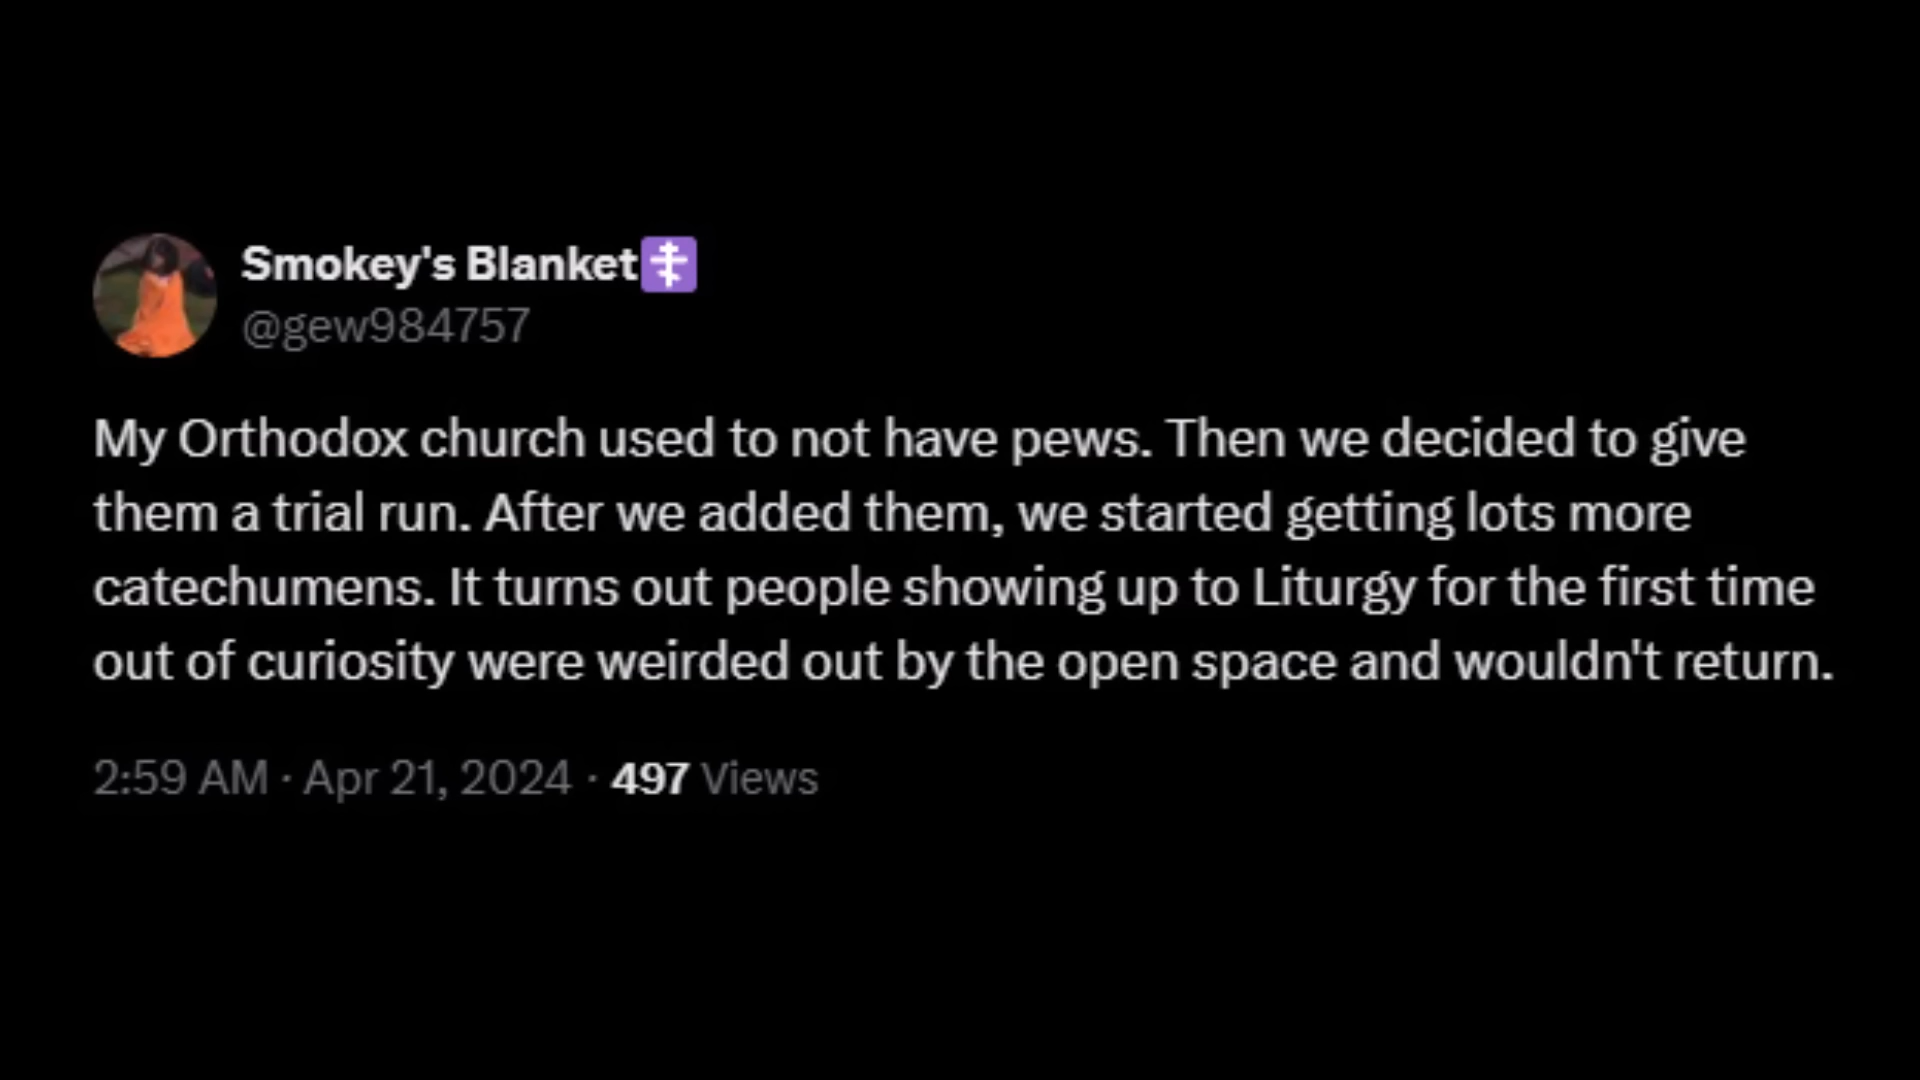 Smokey's Blanket☦️
@gew984757
My Orthodox church used to not have pews. Then we decided to give
them a trial run. After we added them, we started getting lots more
catechumens. It turns out people showing up to Liturgy for the first time
out of curiosity were weirded out by the open space and wouldn't return.
2:59 AM · Apr 21, 2024 · 497 Views